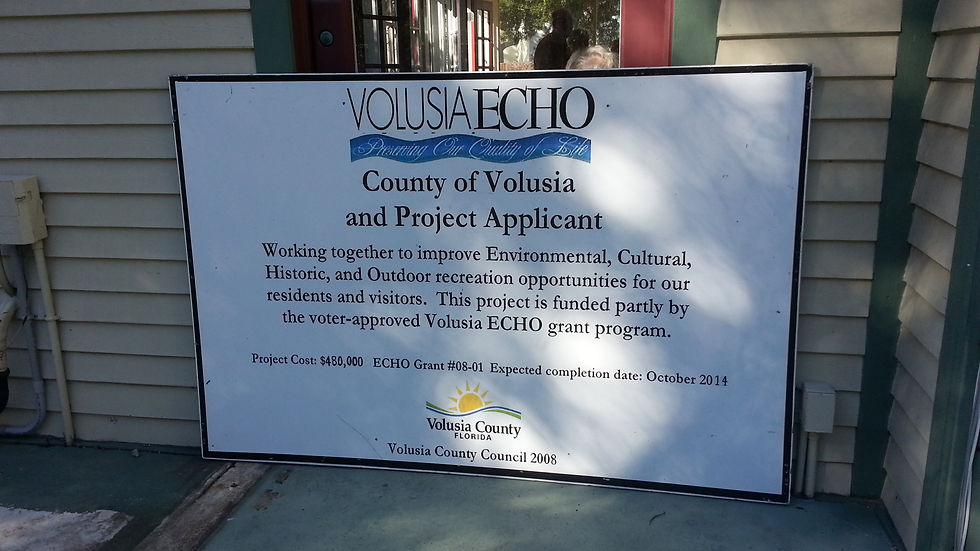 VOLUSIA ECHO
Preserving Our Quality of Life
County of Volusia
and Project Applicant
Working together to improve Environmental, Cultural,
Historic, and Outdoor recreation opportunities for our
residents and visitors. This project is funded partly by
the voter-approved Volusia ECHO grant program.
Project Cost: $480,000 ECHO Grant #08-01 Expected completion date: October 2014
Volusia County
FLORIDA
Volusia County Council 2008